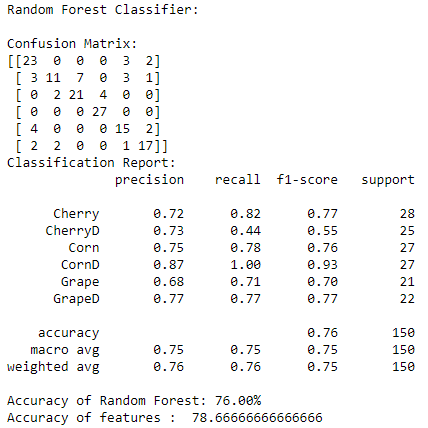 Random Forest Classifier:
Confusion Matrix:
[[23 0 0 0 3 2]
[ 3 11 7 0 3 1]
[ 0 2 21 4 0 0]
[ 0 0 0 27 0 0]
[ 4 0 0 0 15 2]
[ 2 2 0 0 1 17]]
Classification Report:
precision recall f1-score support
Cherry 0.72 0.82 0.77 28
CherryD 0.73 0.44 0.55 25
Corn 0.75 0.78 0.76 27
CornD 0.87 1.00 0.93 27
Grape 0.68 0.71 0.70 21
GrapeD 0.77 0.77 0.77 22
accuracy 0.76 150
macro avg 0.75 0.75 0.75 150
weighted avg 0.76 0.76 0.75 150
Accuracy of Random Forest: 76.00%
Accuracy of features : 78.66666666666666